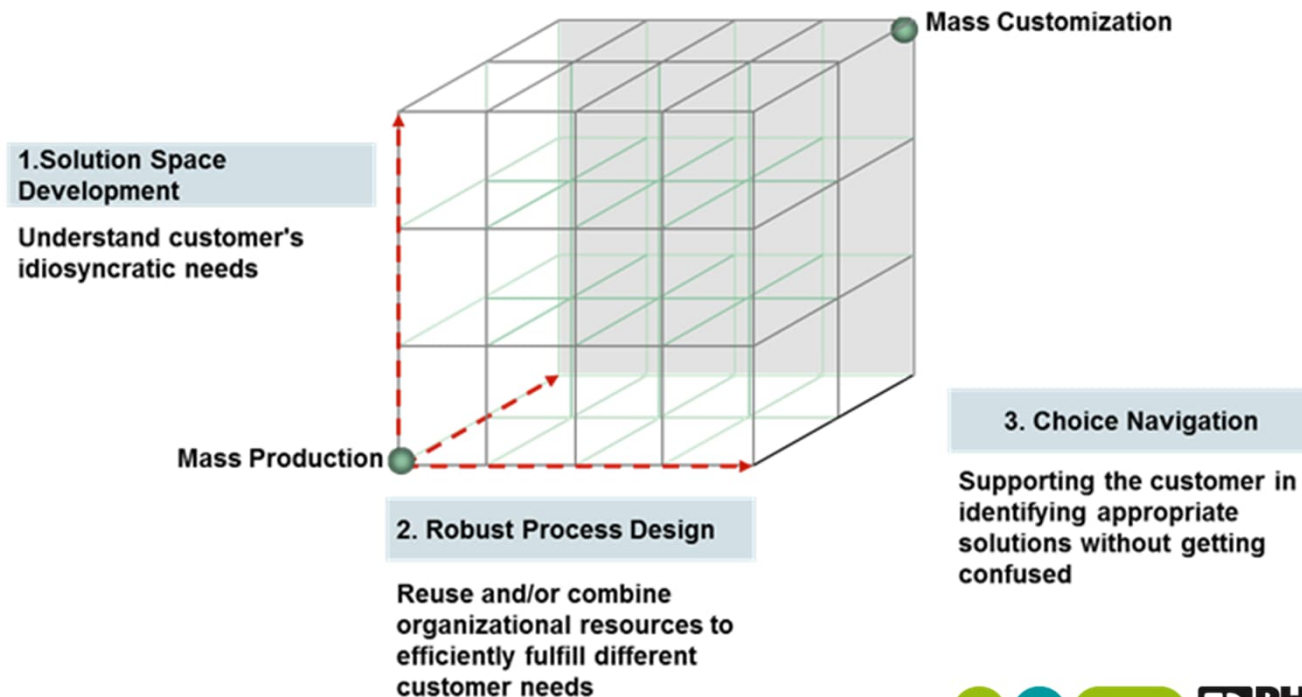 Mass Customization
1.Solution Space
Development
Understand customer's
idiosyncratic needs
Mass Production
2. Robust Process Design
Reuse and/or combine
organizational resources to
efficiently fulfill different
customer needs
3. Choice Navigation
Supporting the customer in
identifying appropriate
solutions without getting
confused